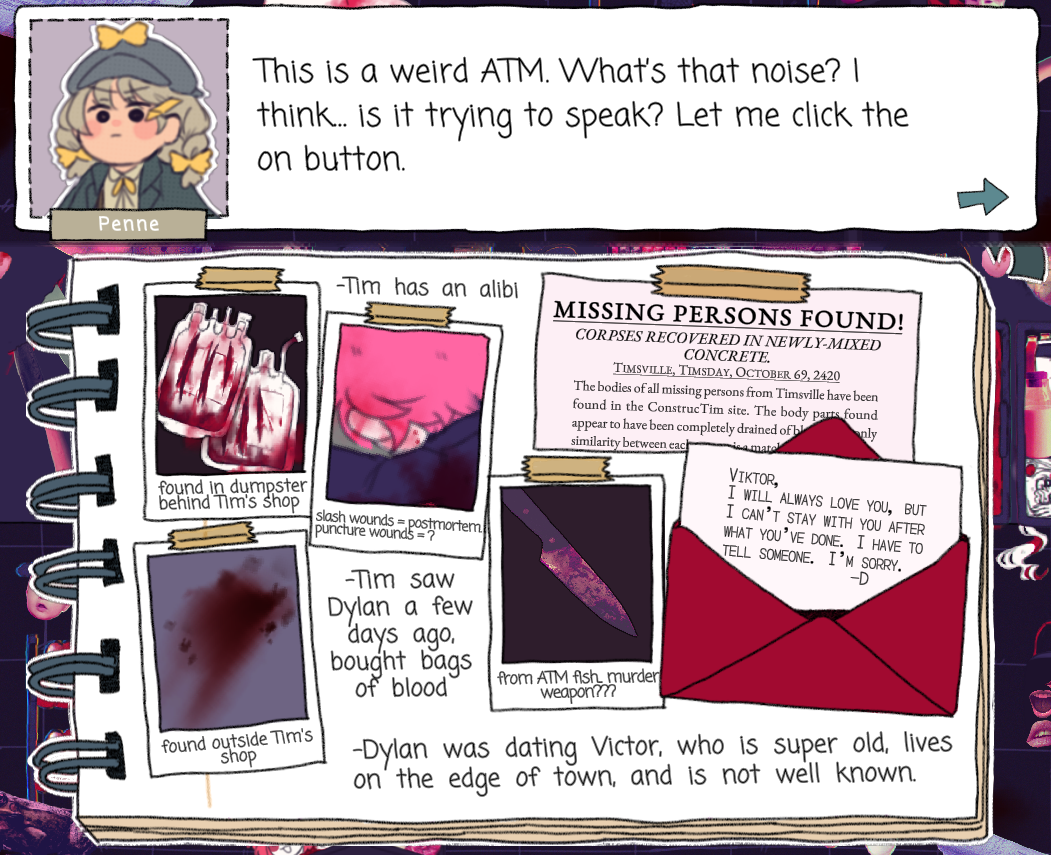 This is a weird ATM. What's that noise? I
think... is it trying to speak? Let me click the
on button.
Penne
-Tim has an alibi
MISSING PERSONS FOUND!
CORPSES RECOVERED IN NEWLY-MIXED
CONCRETE.
TIMSVILLE, TIMSDAY, OCTOBER 69, 2420
The bodies of all missing persons from Timsville have been
found in the ConstrucTim site. The body parts found
appear to have been completely drained of only
similarity between is a
found in dumpster
behind Tim's shop
slash wounds = postmortem
puncture wounds = ?
VIKTOR,
I WILL ALWAYS LOVE YOU, BUT
I CAN'T STAY WITH YOU AFTER
WHAT YOU'VE DONE. I HAVE TO
TELL SOMEONE. I'M SORRY.
-D
-Tim saw
Dylan a few
days ago,
bought bags
of blood
from ATM fish. murder
weapon???
found outside Tim's
shop
-Dylan was dating Victor, who is super old, lives
on the edge of town, and is not well known.